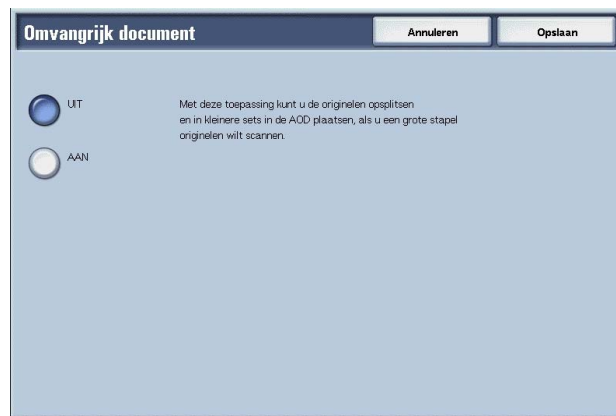 Omvangrijk document
Annuleren
Opslaan
UIT
Met deze toepassing kunt u de originelen opsplitsen
en in kleinere sets in de AOD plaatsen, als u een grote stapel
originelen wilt scannen.
AAN